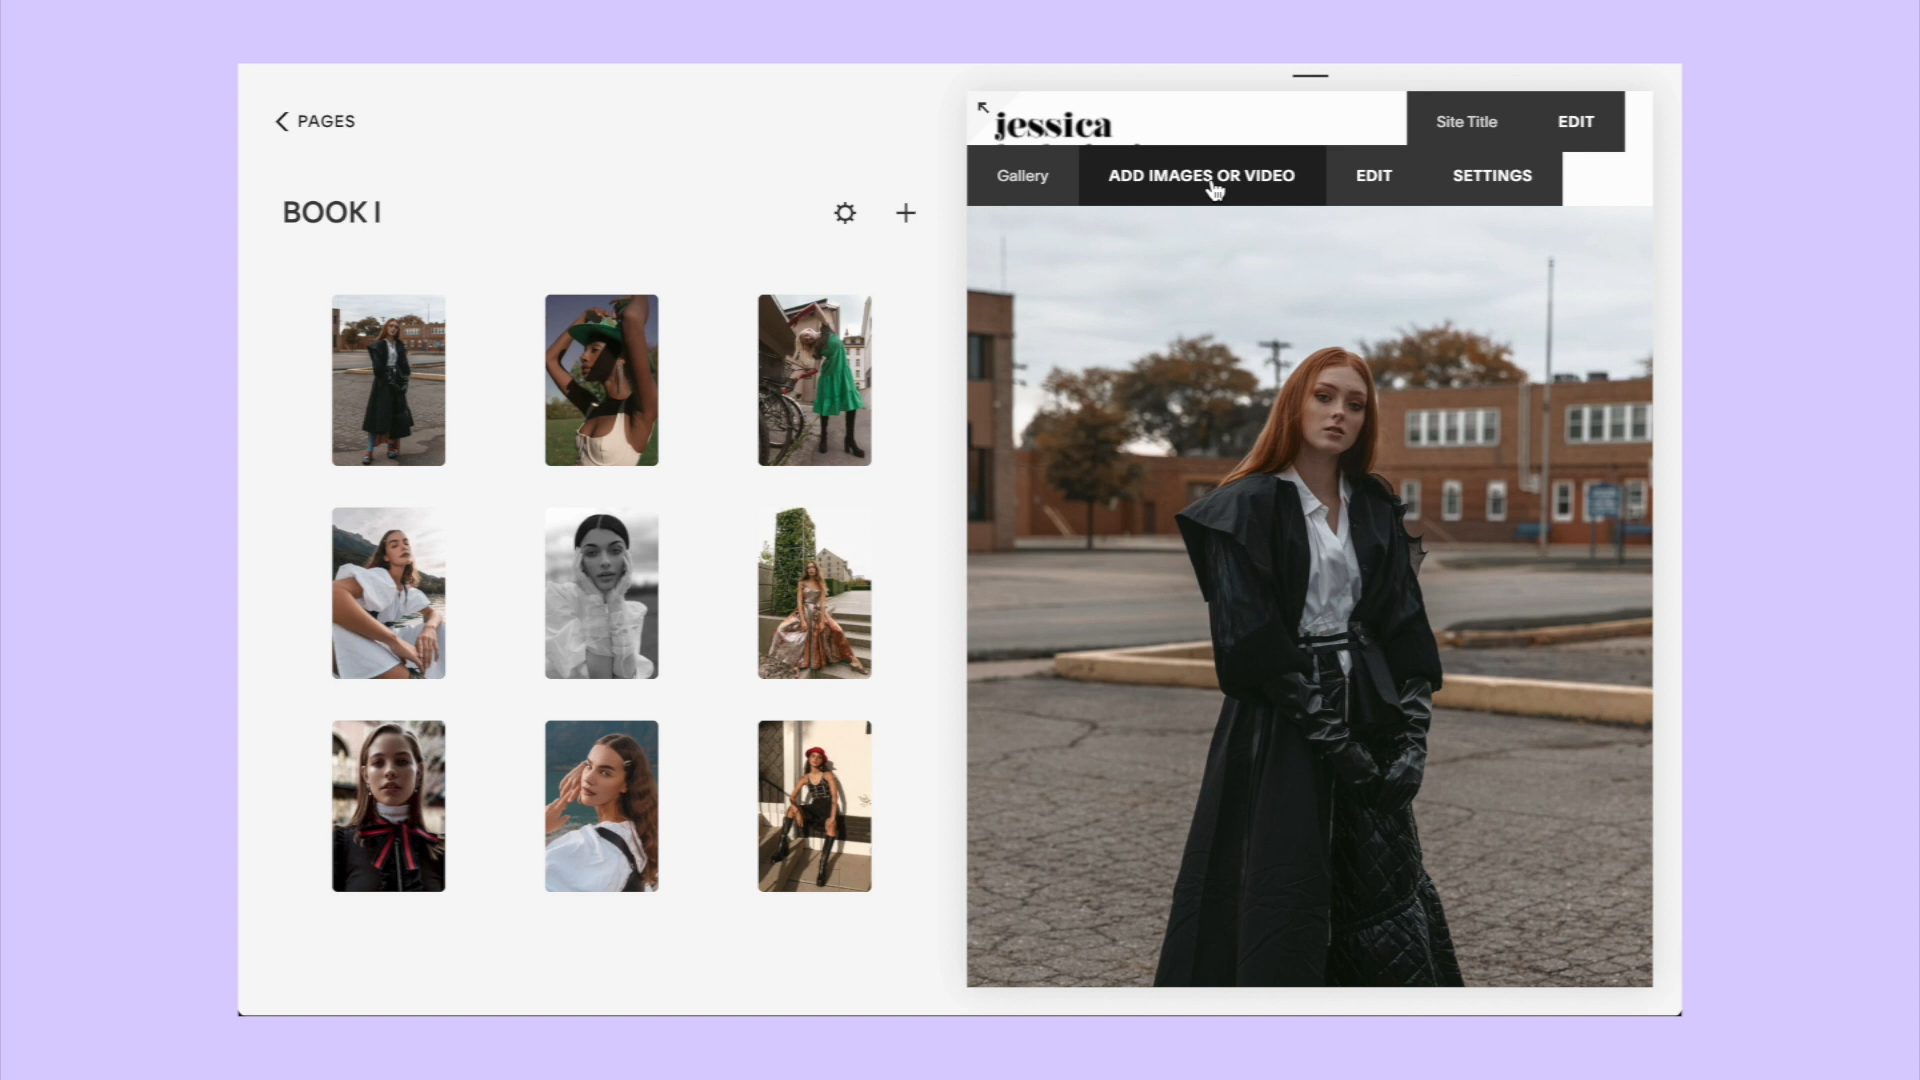 PAGES
BOOK I
jessica
Site Title EDIT
Gallery ADD IMAGES OR VIDEO EDIT SETTINGS